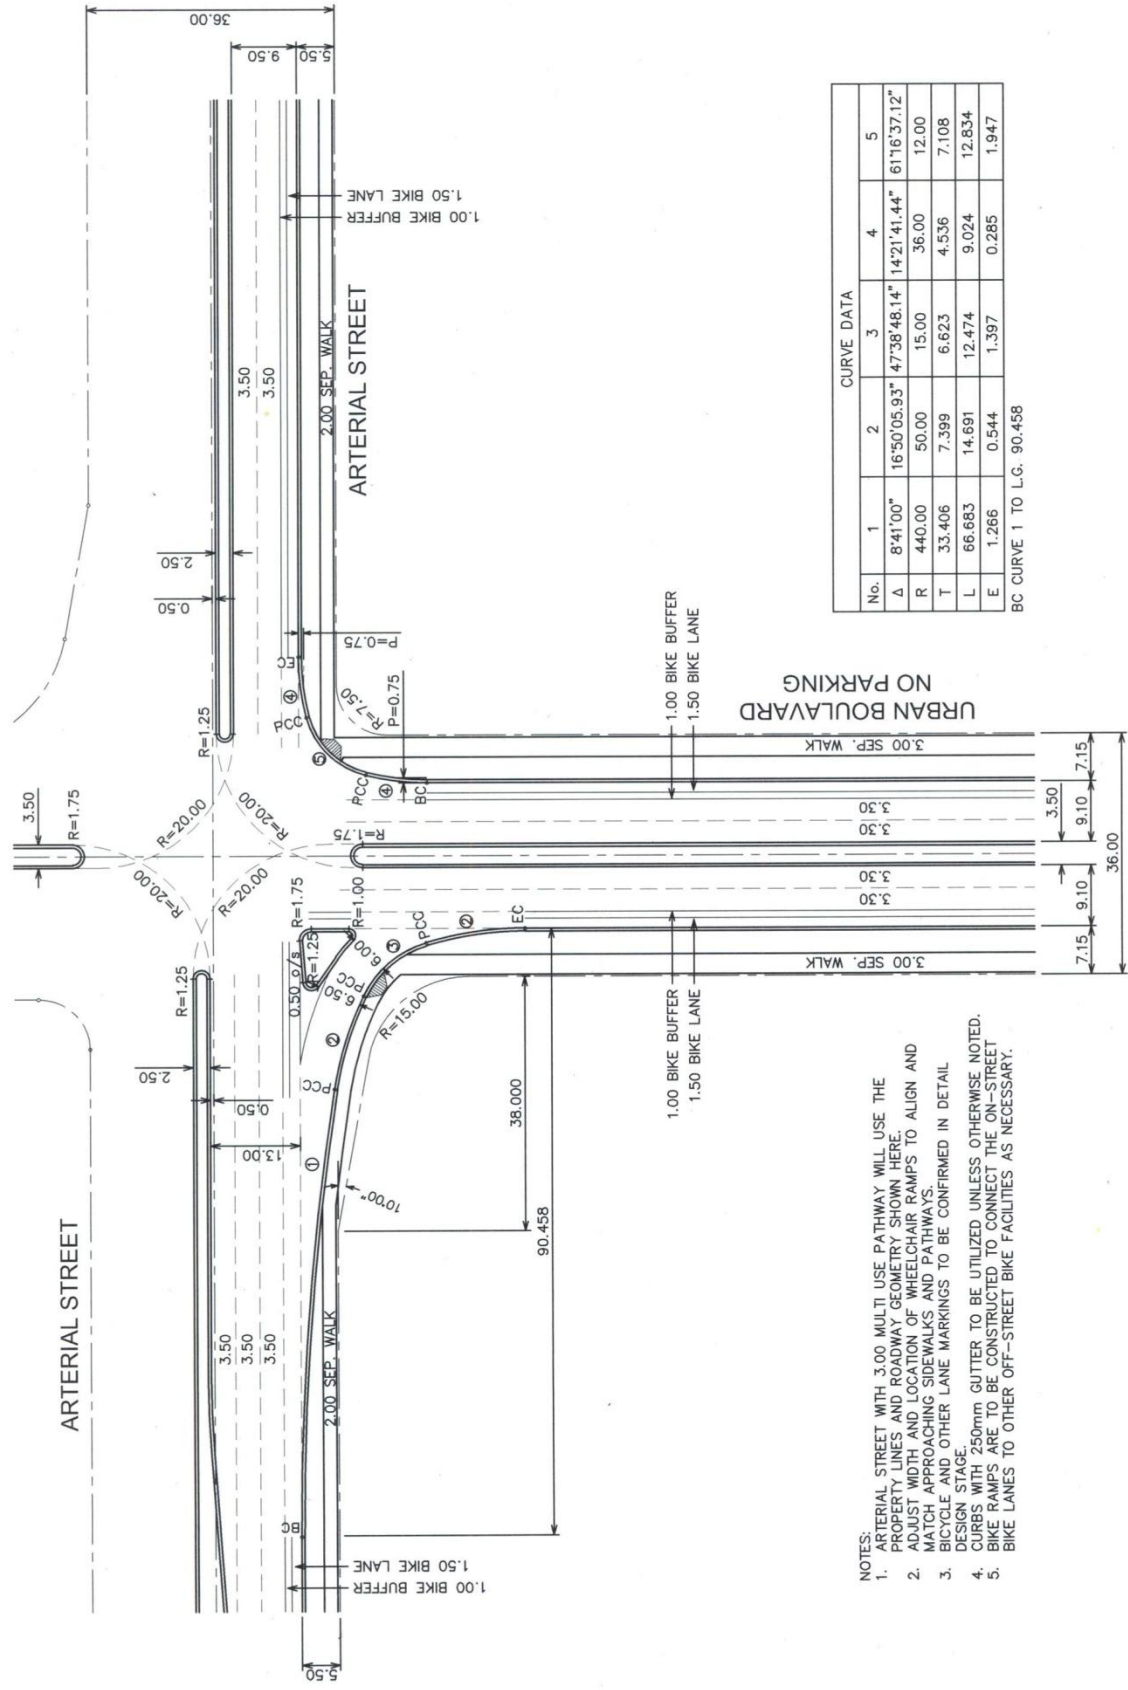 ARTERIAL STREET
2.50
0.50
13.00
3.50
3.50
3.50
BC
1.50 BIKE LANE
1.00 BIKE BUFFER
5.50
2.00 SEP. WALK
10°00"
①
PCC
②
6.50
PCC
6.00
③
PCC
②
EC
R=15.00
38.000
90.458
R=1.25
0.50 o/s
R=1.25
R=1.75
R=1.00
R=20.00
R=20.00
R=20.00
R=20.00
3.50
R=1.75
R=1.75
R=1.25
0.50
2.50
36.00
9.50
5.50
3.50
3.50
1.50 BIKE LANE
1.00 BIKE BUFFER
2.00 SEP. WALK
ARTERIAL STREET
P=0.75
EC
④
PCC
R=7.50
⑤
P=0.75
PCC
④
BC
1.00 BIKE BUFFER
1.50 BIKE LANE
1.00 BIKE BUFFER
1.50 BIKE LANE
URBAN BOULAVARD
NO PARKING
3.00 SEP. WALK
3.30
3.30
3.30
3.30
3.00 SEP. WALK
7.15
9.10
3.50
9.10
7.15
36.00
NOTES:
1. ARTERIAL STREET WITH 3.00 MULTI USE PATHWAY WILL USE THE
PROPERTY LINES AND ROADWAY GEOMETRY SHOWN HERE.
2. ADJUST WIDTH AND LOCATION OF WHEELCHAIR RAMPS TO ALIGN AND
MATCH APPROACHING SIDEWALKS AND PATHWAYS.
3. BICYCLE AND OTHER LANE MARKINGS TO BE CONFIRMED IN DETAIL
DESIGN STAGE.
4. CURBS WITH 250mm GUTTER TO BE UTILIZED UNLESS OTHERWISE NOTED.
5. BIKE RAMPS ARE TO BE CONSTRUCTED TO CONNECT THE ON-STREET
BIKE LANES TO OTHER OFF-STREET BIKE FACILITIES AS NECESSARY.
CURVE DATA
No. 1 2 3 4 5
Δ 8°41'00" 16°50'05.93" 47°38'48.14" 14°21'41.44" 61°16'37.12"
R 440.00 50.00 15.00 36.00 12.00
T 33.406 7.399 6.623 4.536 7.108
L 66.683 14.691 12.474 9.024 12.834
E 1.266 0.544 1.397 0.285 1.947
BC CURVE 1 TO L.G. 90.458